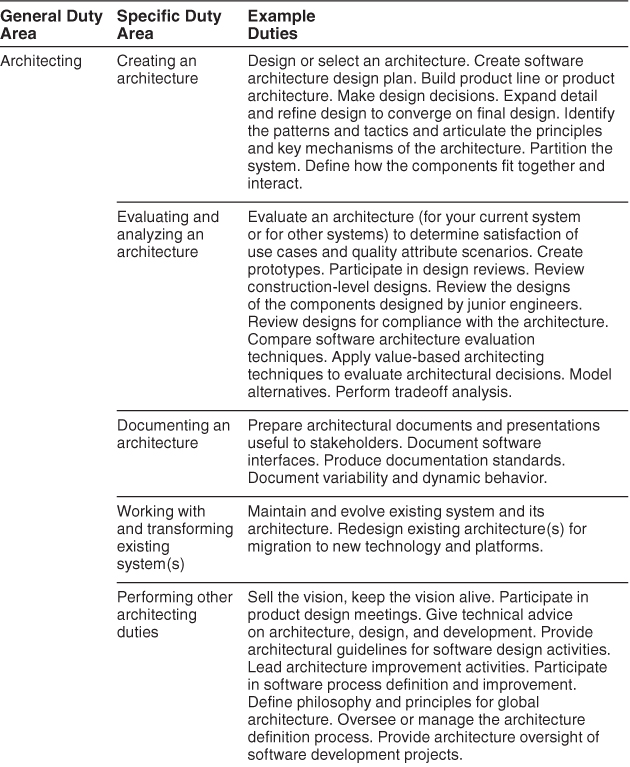 General Duty Area Specific Duty Area Example Duties
Architecting
Creating an
architecture
Design or select an architecture. Create software
architecture design plan. Build product line or product
architecture. Make design decisions. Expand detail
and refine design to converge on final design. Identify
the patterns and tactics and articulate the principles
and key mechanisms of the architecture. Partition the
system. Define how the components fit together and
interact.
Evaluating and
analyzing an
architecture
Evaluate an architecture (for your current system
or for other systems) to determine satisfaction of
use cases and quality attribute scenarios. Create
prototypes. Participate in design reviews. Review
construction-level designs. Review the designs
of the components designed by junior engineers.
Review designs for compliance with the architecture.
Compare software architecture evaluation
techniques. Apply value-based architecting
techniques to evaluate architectural decisions. Model
alternatives. Perform tradeoff analysis.
Documenting an
architecture
Prepare architectural documents and presentations
useful to stakeholders. Document software
interfaces. Produce documentation standards.
Document variability and dynamic behavior.
Working with
and transforming
existing
system(s)
Maintain and evolve existing system and its
architecture. Redesign existing architecture(s) for
migration to new technology and platforms.
Performing other
architecting
duties
Sell the vision, keep the vision alive. Participate in
product design meetings. Give technical advice
on architecture, design, and development. Provide
architectural guidelines for software design activities.
Lead architecture improvement activities. Participate
in software process definition and improvement.
Define philosophy and principles for global
architecture. Oversee or manage the architecture
definition process. Provide architecture oversight of
software development projects.